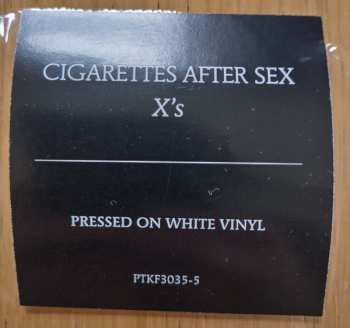 CIGARETTES AFTER SEX
X's
PRESSED ON WHITE VINYL
PTKF3035-5